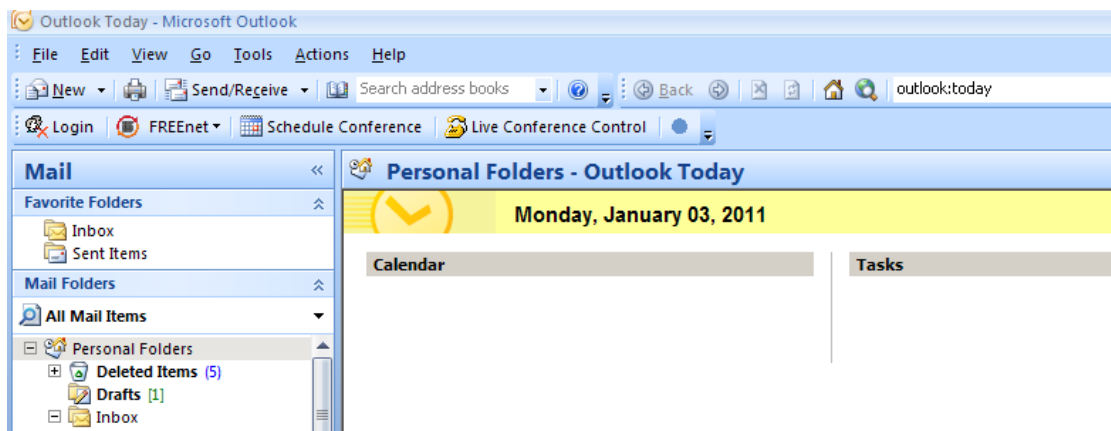 Outlook Today - Microsoft Outlook
File Edit View Go Tools Actions Help
New Send/Receive Search address books Back outlook:today
Login FREEnet Schedule Conference Live Conference Control
Mail «
Personal Folders - Outlook Today
Favorite Folders
Monday, January 03, 2011
Inbox
Sent Items
Calendar Tasks
Mail Folders
All Mail Items
Personal Folders
Deleted Items (5)
Drafts [1]
Inbox